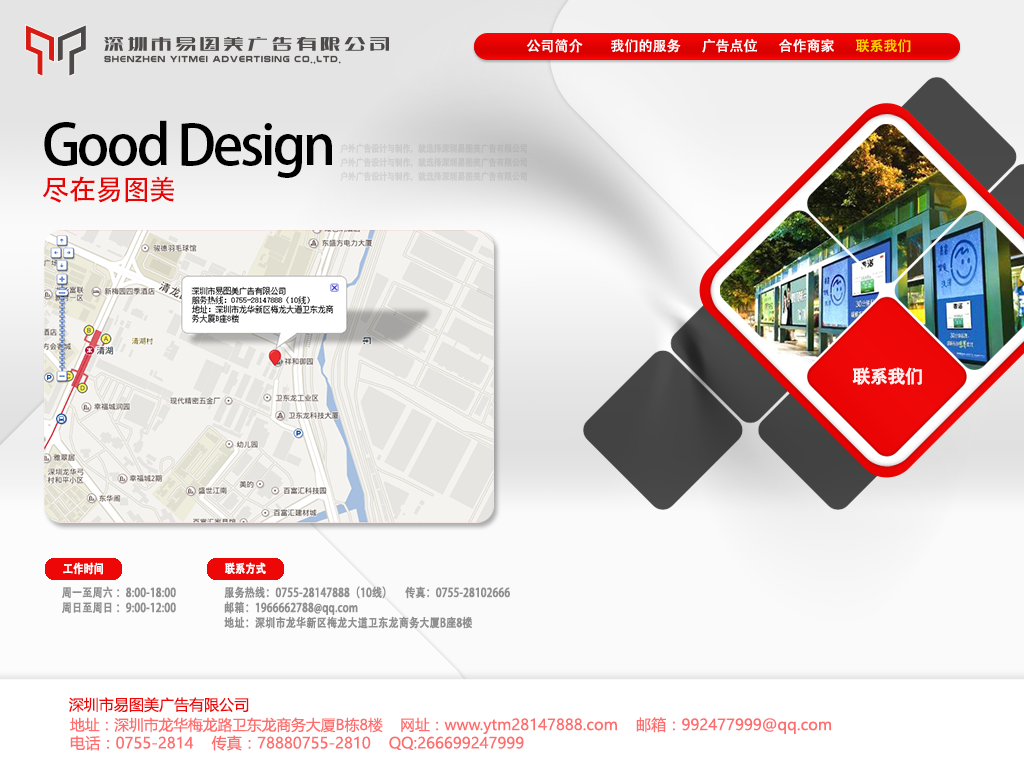 深圳市易图美广告有限公司
SHENZHEN YITMEI ADVERTISING CO.,LTD.
公司简介 我们的服务 广告点位 合作商家 联系我们
Good Design
尽在易图美
户外广告设计与制作、就选择深圳易图美广告有限公司
户外广告设计与制作、就选择深圳易图美广告有限公司
户外广告设计与制作、就选择深圳易图美广告有限公司
骏德羽毛球馆
东盛方电力大厦
新梅园四季酒店
清龙
深圳市易图美广告有限公司
服务热线：0755-28147888（10线）
地址：深圳市龙华新区梅龙大道卫东龙商
务大厦B座8楼
清湖村
清湖
祥和御园
现代精密五金厂
卫东龙工业区
卫东龙科技大厦
幸福城润园
幼儿园
雅翠居
深圳龙华弓
村和平小区
幸福城2期
东华阁
盛世江南
美的
百富汇科技园
百富汇建材城
联系我们
工作时间
周一至周六 ：8:00-18:00
周日至周日 ：9:00-12:00
联系方式
服务热线：0755-28147888（10线） 传真：0755-28102666
邮箱：1966662788@qq.com
地址：深圳市龙华新区梅龙大道卫东龙商务大厦B座8楼
深圳市易图美广告有限公司
地址：深圳市龙华梅龙路卫东龙商务大厦B栋8楼 网址：www.ytm28147888.com 邮箱：992477999@qq.com
电话：0755-2814 传真：78880755-2810 QQ:266699247999